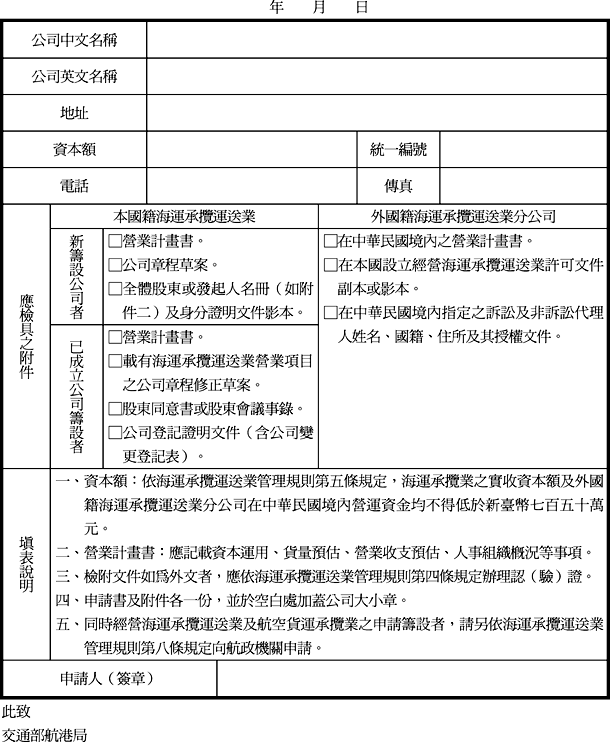 年　月　日
公司中文名稱
公司英文名稱
地址
資本額
統一編號
電話
傳真
應檢具之附件
本國籍海運承攬運送業
外國籍海運承攬運送業分公司
新籌設公司者
□營業計畫書。
□公司章程草案。
□全體股東或發起人名冊（如附
件二）及身分證明文件影本。
已成立公司籌設者
□營業計畫書。
□載有海運承攬運送業營業項目
之公司章程修正草案。
□股東同意書或股東會議事錄。
□公司登記證明文件（含公司變
更登記表）。
□在中華民國境內之營業計畫書。
□在本國設立經營海運承攬運送業許可文件
副本或影本。
□在中華民國境內指定之訴訟及非訴訟代理
人姓名、國籍、住所及其授權文件。
填表說明
一、資本額：依海運承攬運送業管理規則第五條規定，海運承攬業之實收資本額及外國
籍海運承攬運送業分公司在中華民國境內營運資金均不得低於新臺幣七百五十萬
元。
二、營業計畫書：應記載資本運用、貨量預估、營業收支預估、人事組織概況等事項。
三、檢附文件如為外文者，應依海運承攬運送業管理規則第四條規定辦理認（驗）證。
四、申請書及附件各一份，並於空白處加蓋公司大小章。
五、同時經營海運承攬運送業及航空貨運承攬業之申請籌設者，請另依海運承攬運送業
管理規則第八條規定向航政機關申請。
申請人（簽章）
此致
交通部航港局